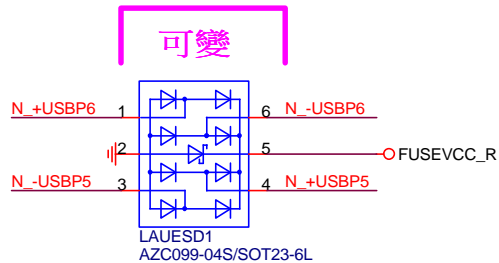 可變
N_+USBP6 1 6 N_-USBP6
2 5 FUSEVCC_R
N_-USBP5 3 4 N_+USBP5
LAUESD1
AZC099-04S/SOT23-6L